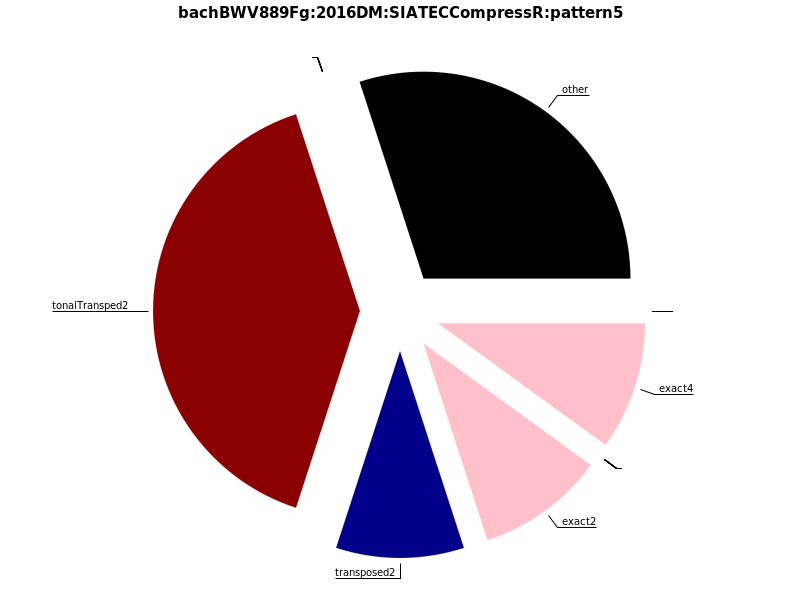 bachBWV889Fg:2016DM:SIATECCompressR:pattern5
other
tonalTransped2
exact4
exact2
transposed2